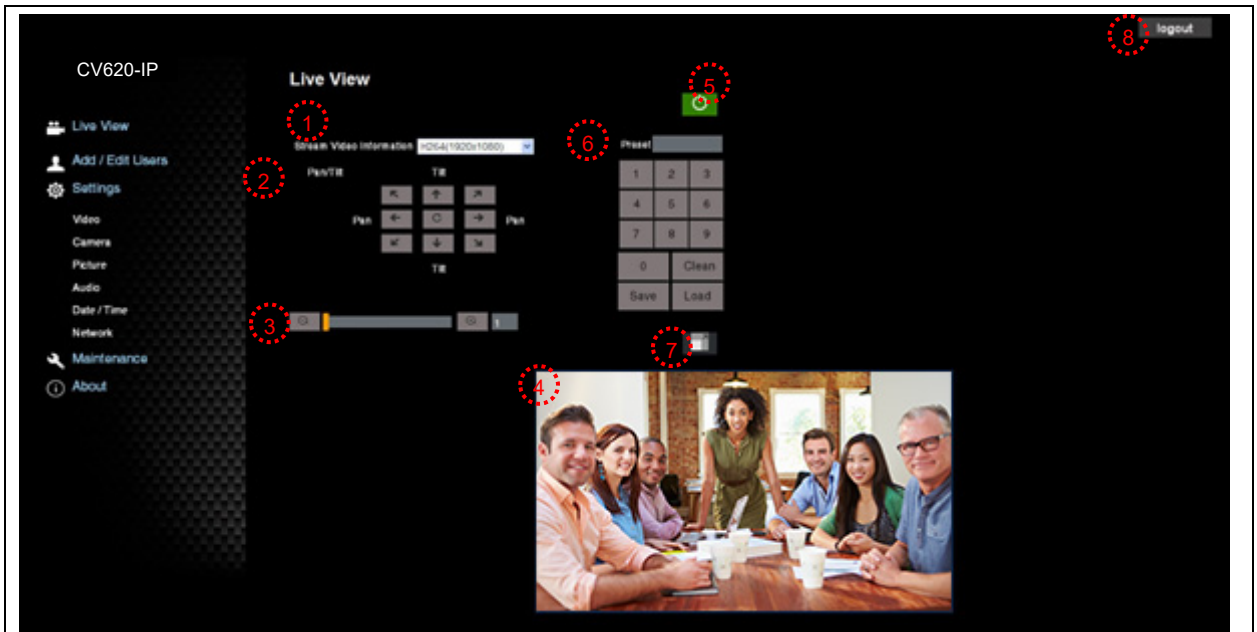 8
logout
CV620-IP
Live View
5
1
6
Live View
Stream Video Information H264(1920x1080)
Preset
Add / Edit Users
2
Pan/Tilt
Tilt
1 2 3
Settings
4 5 6
Video
Pan
Pan
7 8 9
Camera
Picture
Tilt
0 Clean
Audio
Save Load
Date / Time
3
1
Network
7
Maintenance
4
About